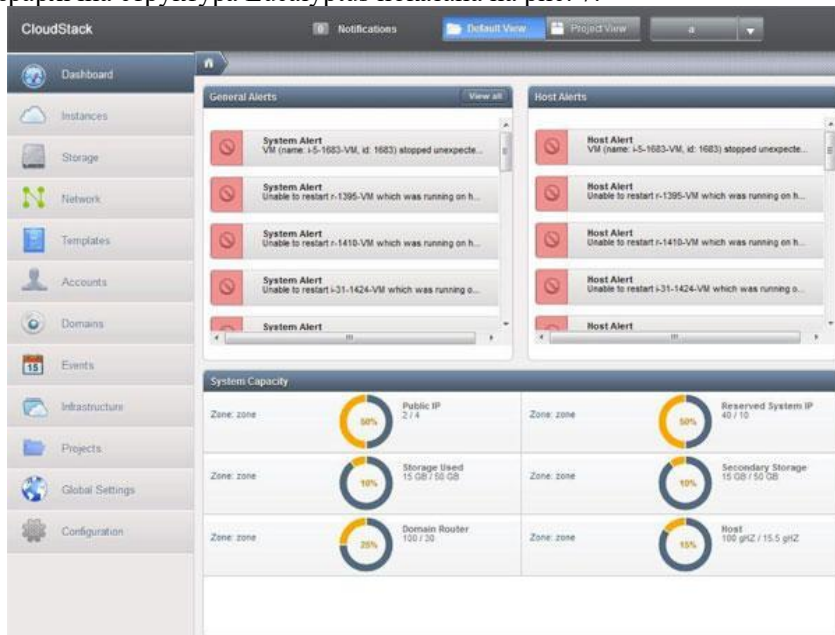 структура Eucalyptus показана на рис.
CloudStack
0 Notifications
Default View
Project View
a
Dashboard
Instances
Storage
Network
Templates
Accounts
Domains
15 Events
Infrastructure
Projects
Global Settings
Configuration
General Alerts
View all
System Alert
VM (name: i-5-1683-VM, id: 1683) stopped unexpecte...
System Alert
Unable to restart r-1395-VM which was running on h...
System Alert
Unable to restart r-1410-VM which was running on h...
System Alert
Unable to restart i-31-1424-VM which was running o...
System Alert
Host Alerts
Host Alert
VM (name: i-5-1683-VM, id: 1683) stopped unexpecte...
Host Alert
Unable to restart r-1395-VM which was running on h...
Host Alert
Unable to restart r-1410-VM which was running on h...
Host Alert
Unable to restart i-31-1424-VM which was running o...
Host Alert
System Capacity
Zone: zone
50%
Public IP
2 / 4
Zone: zone
50%
Reserved System IP
40 / 10
Zone: zone
10%
Storage Used
15 GB / 50 GB
Zone: zone
10%
Secondary Storage
15 GB / 50 GB
Zone: zone
25%
Domain Router
100 / 30
Zone: zone
15%
Host
100 gHZ / 15.5 gHZ